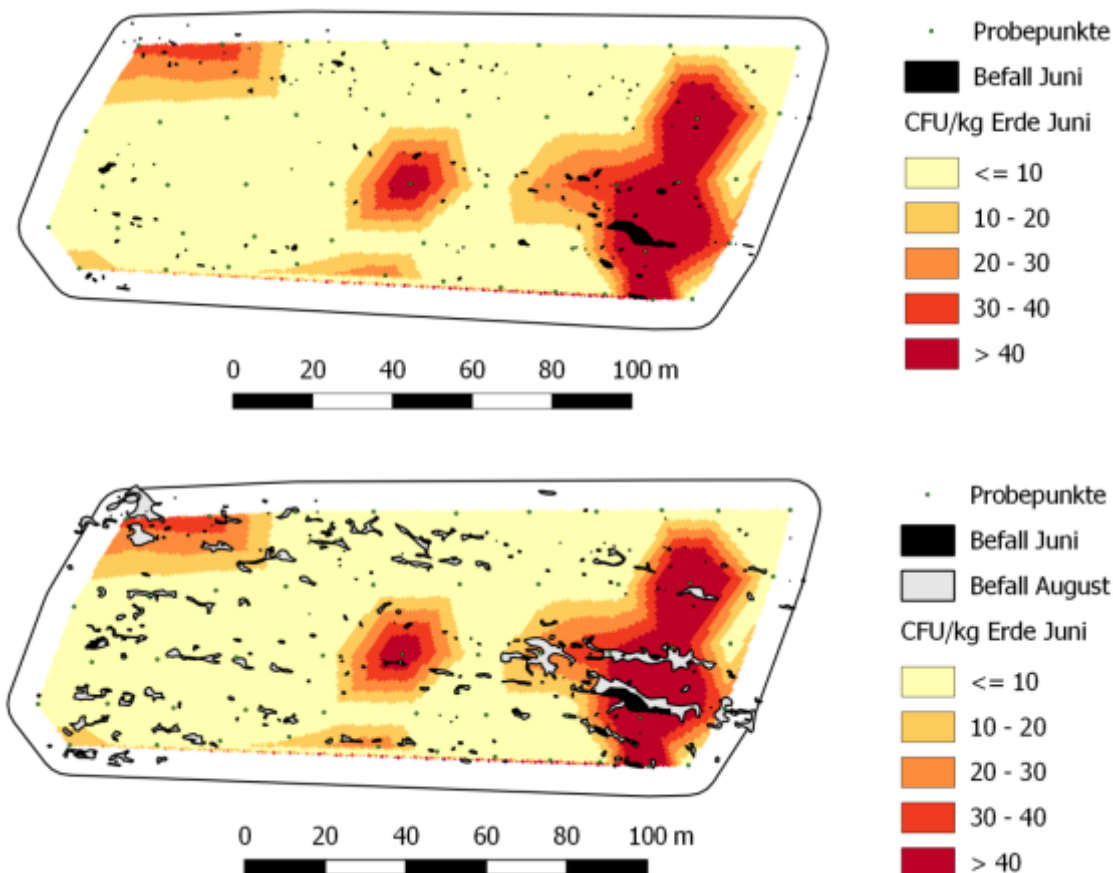 Probepunkte
Befall Juni
CFU/kg Erde Juni
<= 10
10 - 20
20 - 30
30 - 40
> 40
0 20 40 60 80 100 m
Probepunkte
Befall Juni
Befall August
CFU/kg Erde Juni
<= 10
10 - 20
20 - 30
30 - 40
> 40
0 20 40 60 80 100 m